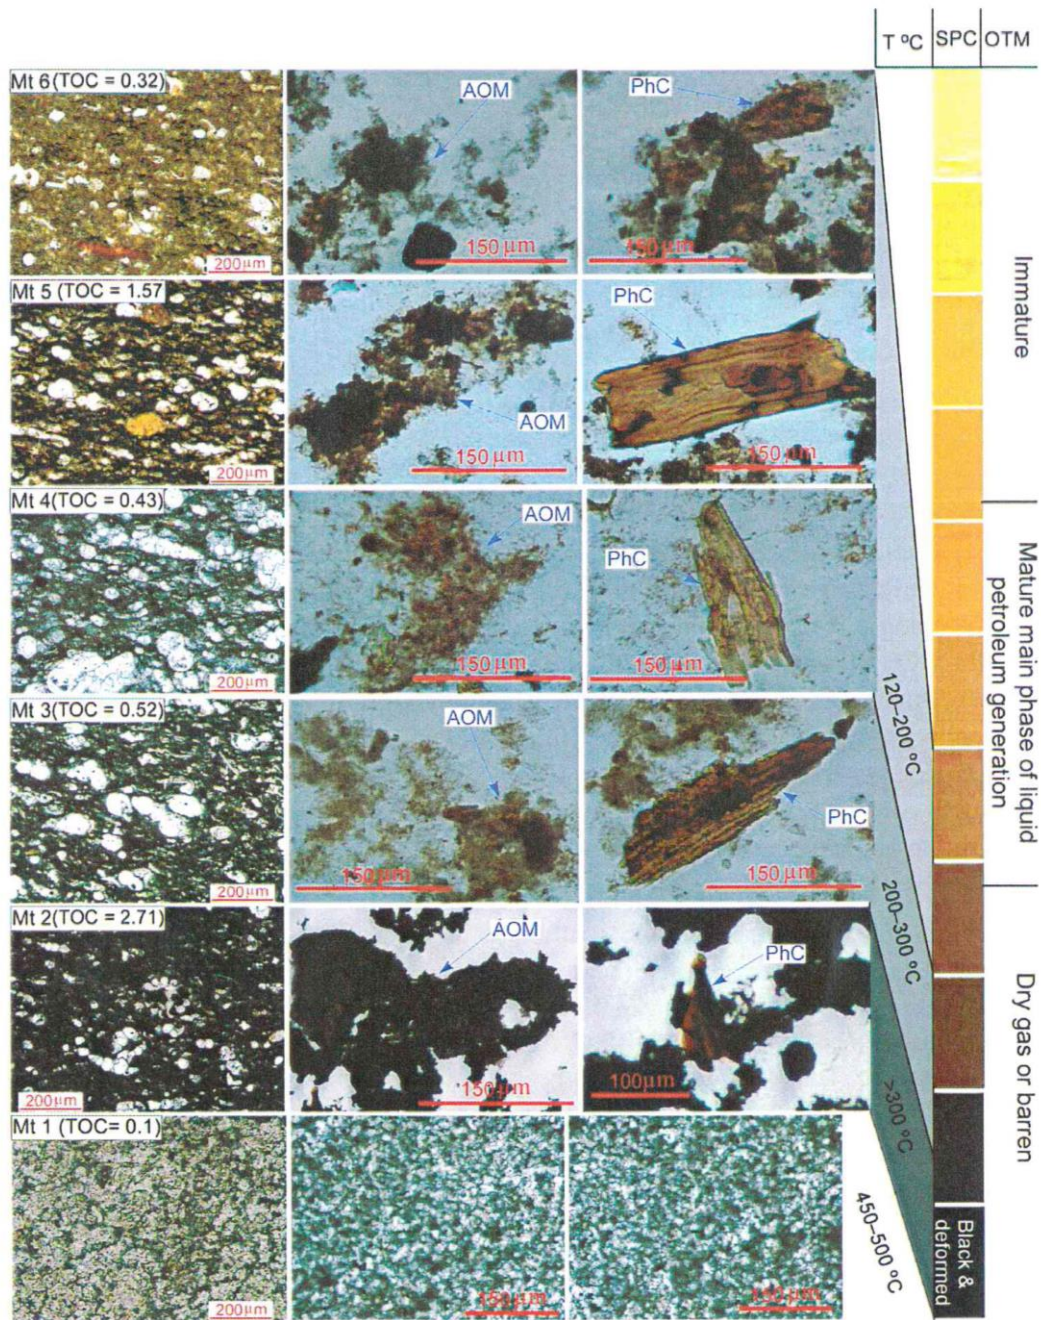 T ºC SPC OTM
Mt 6(TOC = 0.32)
AOM
PhC
200μm
150 μm
150 μm
Mt 5 (TOC = 1.57
PhC
AOM
200μm
150 μm
150 μm
Mt 4(TOC = 0.43)
AOM
PhC
200μm
150 μm
150 μm
Mt 3(TOC = 0.52)
AOM
PhC
200μm
150 μm
150 μm
Mt 2(TOC = 2.71)
AOM
PhC
200μm
150μm
100μm
Mt 1 (TOC= 0.1)
200μm
150μm
150μm
120–200 ºC
200–300 ºC
>300 ºC
450–500 ºC
Black &
deformed
Immature
Mature main phase of liquid
petroleum generation
Dry gas or barren